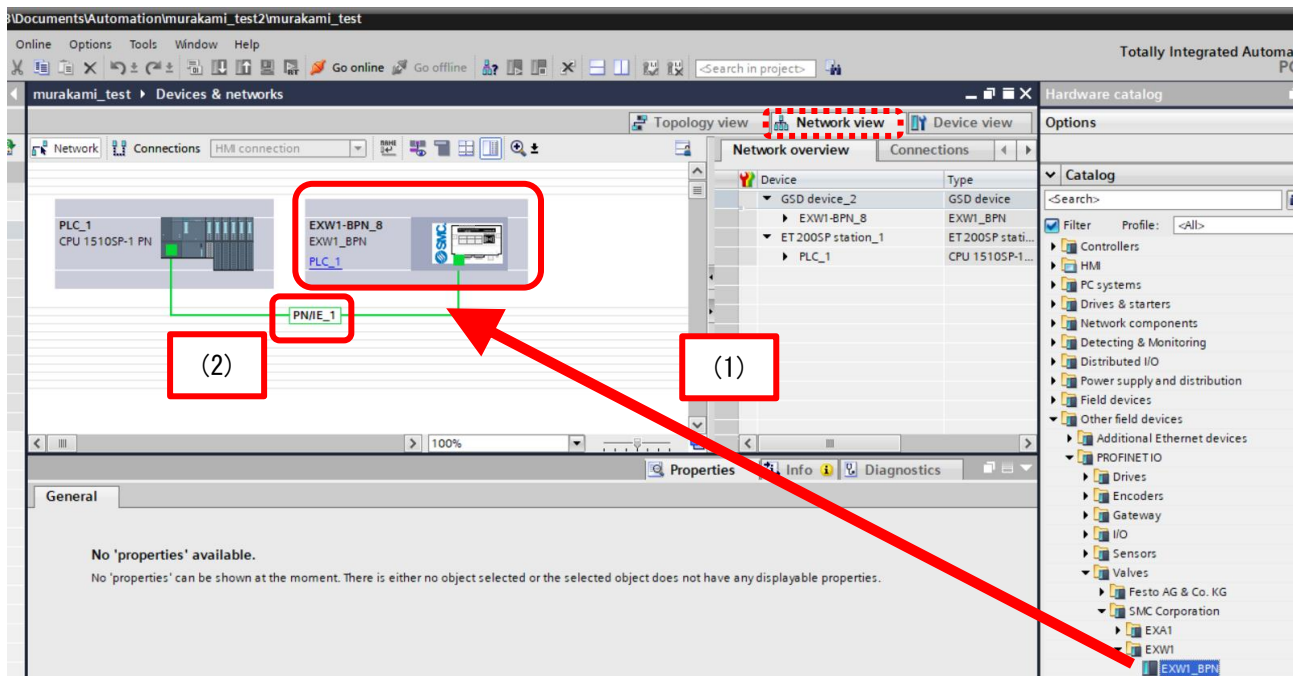 3\Documents\Automation\murakami_test2\murakami_test
Online Options Tools Window Help
Totally Integrated Automa
Go online Go offline <Search in project>
murakami_test ▸ Devices & networks
Hardware catalog
Topology view Network view Device view
Options
Network Connections HMI connection
Network overview Connections
Catalog
Device Type
<Search>
GSD device_2 GSD device
Filter Profile: <All>
EXW1-BPN_8 EXW1_BPN
ET200SP station_1 ET200SP stati...
PLC_1 CPU 1510SP-1...
PLC_1
CPU 1510SP-1 PN
EXW1-BPN_8
EXW1_BPN
PLC_1
SMC
PN/IE_1
(2)
(1)
Controllers
HMI
PC systems
Drives & starters
Network components
Detecting & Monitoring
Distributed I/O
Power supply and distribution
Field devices
Other field devices
Additional Ethernet devices
PROFINET IO
Drives
Encoders
Gateway
I/O
Sensors
Valves
Festo AG & Co. KG
SMC Corporation
EXA1
EXW1
EXW1_BPN
100%
Properties Info Diagnostics
General
No 'properties' available.
No 'properties' can be shown at the moment. There is either no object selected or the selected object does not have any displayable properties.